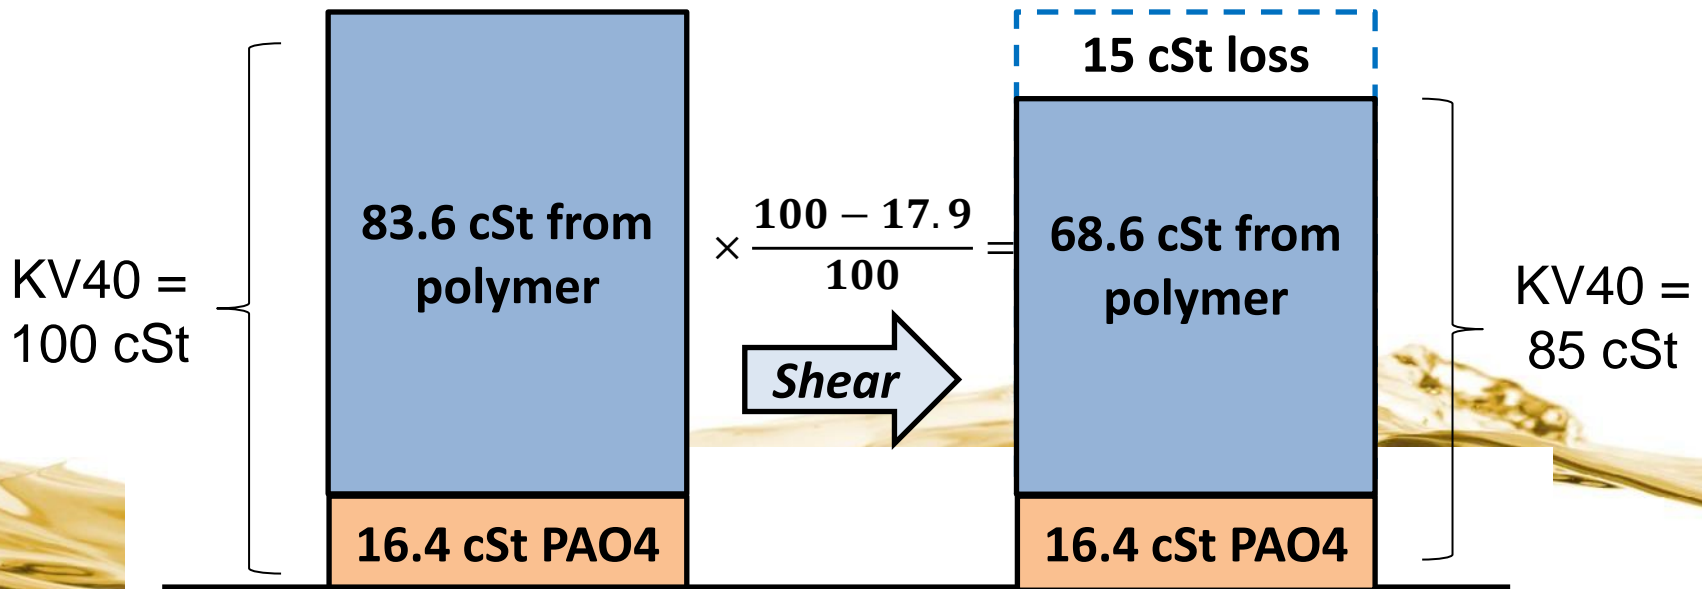 KV40 =
100 cSt
83.6 cSt from
polymer
16.4 cSt PAO4
× (100 − 17.9)/100 =
Shear
15 cSt loss
68.6 cSt from
polymer
16.4 cSt PAO4
KV40 =
85 cSt